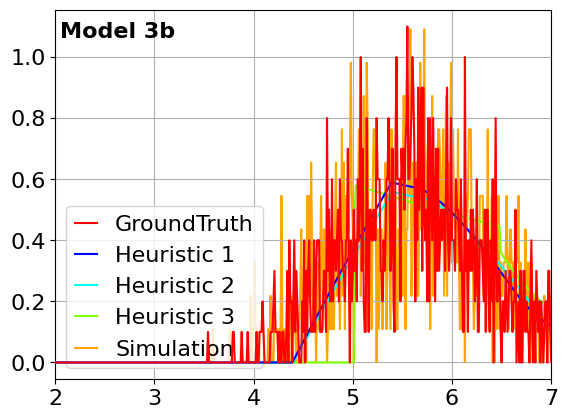 Model 3b
1.0
0.8
0.6
0.4
0.2
0.0
GroundTruth
Heuristic 1
Heuristic 2
Heuristic 3
Simulation
2 3 4 5 6 7